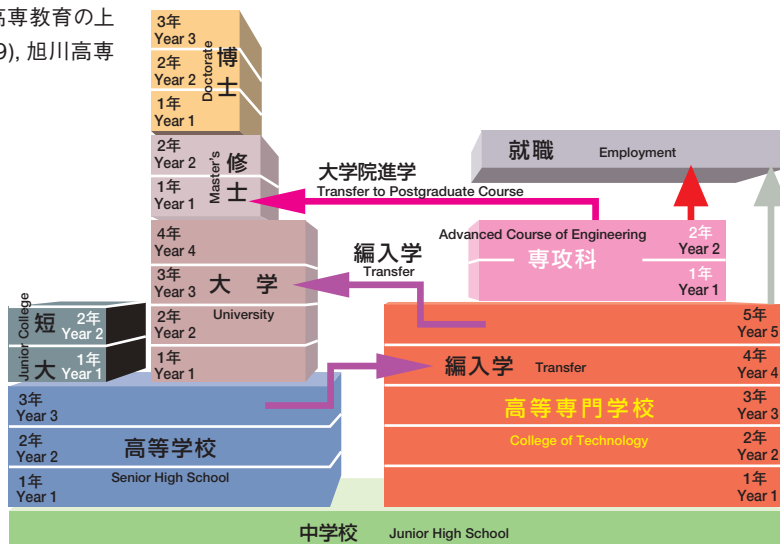 高専教育の上
9), 旭川高専
3年
Year 3
2年
Year 2
1年
Year 1
博士
Doctorate
2年
Year 2
1年
Year 1
修士
Master's
就職 Employment
大学院進学
Transfer to Postgraduate Course
4年
Year 4
3年
Year 3
2年
Year 2
1年
Year 1
大学
University
編入学
Transfer
Advanced Course of Engineering
専攻科
2年
Year 2
1年
Year 1
短大
Junior College
2年
Year 2
1年
Year 1
5年
Year 5
4年
Year 4
3年
Year 3
2年
Year 2
1年
Year 1
編入学 Transfer
高等専門学校
College of Technology
3年
Year 3
2年
Year 2
1年
Year 1
高等学校
Senior High School
中学校 Junior High School